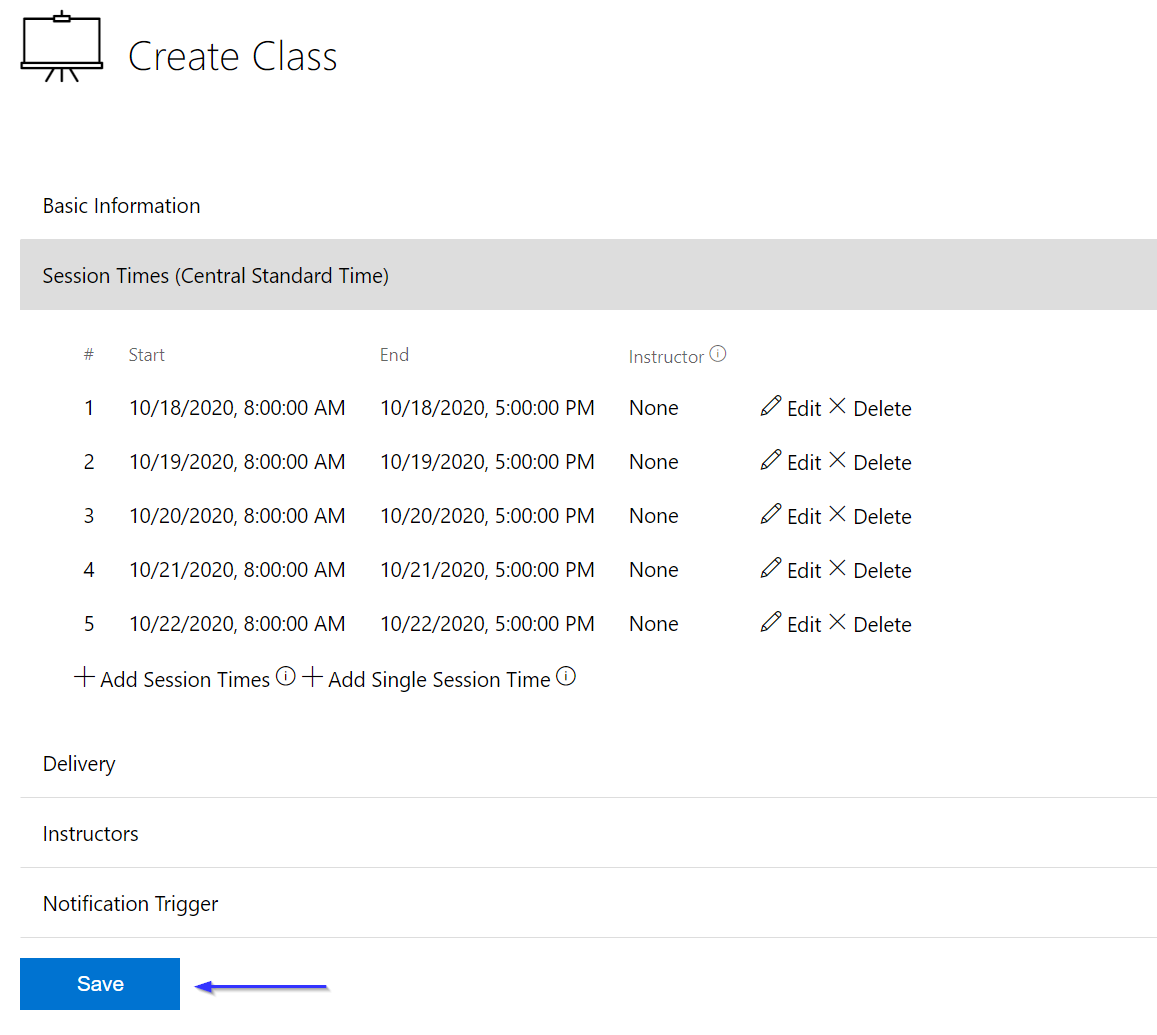 Create Class
Basic Information
Session Times (Central Standard Time)
# Start End Instructor
1 10/18/2020, 8:00:00 AM 10/18/2020, 5:00:00 PM None Edit Delete
2 10/19/2020, 8:00:00 AM 10/19/2020, 5:00:00 PM None Edit Delete
3 10/20/2020, 8:00:00 AM 10/20/2020, 5:00:00 PM None Edit Delete
4 10/21/2020, 8:00:00 AM 10/21/2020, 5:00:00 PM None Edit Delete
5 10/22/2020, 8:00:00 AM 10/22/2020, 5:00:00 PM None Edit Delete
Add Session Times Add Single Session Time
Delivery
Instructors
Notification Trigger
Save